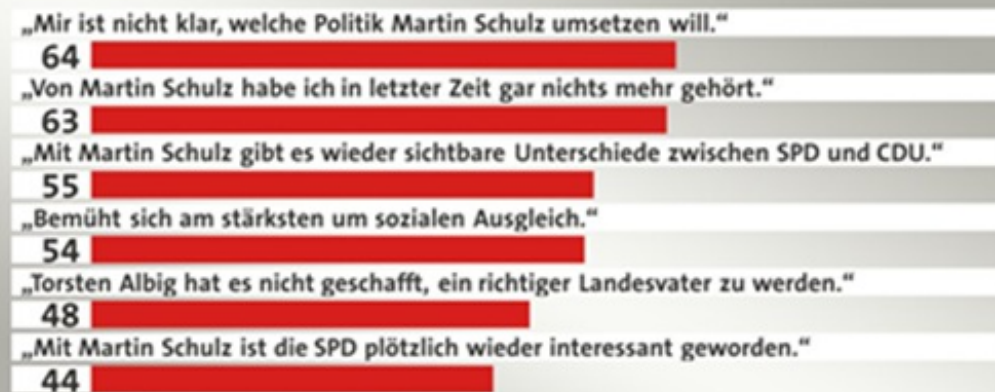 „Mir ist nicht klar, welche Politik Martin Schulz umsetzen will.“
64
„Von Martin Schulz habe ich in letzter Zeit gar nichts mehr gehört.“
63
„Mit Martin Schulz gibt es wieder sichtbare Unterschiede zwischen SPD und CDU.“
55
„Bemüht sich am stärksten um sozialen Ausgleich.“
54
„Torsten Albig hat es nicht geschafft, ein richtiger Landesvater zu werden.“
48
„Mit Martin Schulz ist die SPD plötzlich wieder interessant geworden.“
44